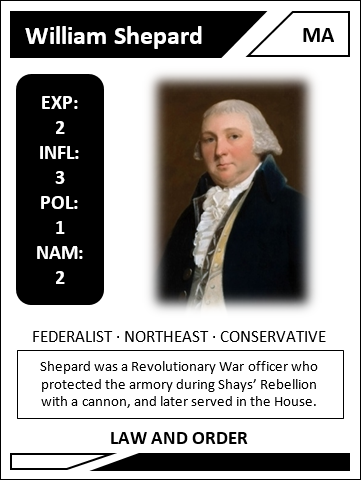 William Shepard
MA
EXP:
2
INFL:
3
POL:
1
NAM:
2
FEDERALIST · NORTHEAST · CONSERVATIVE
Shepard was a Revolutionary War officer who
protected the armory during Shays’ Rebellion
with a cannon, and later served in the House.
LAW AND ORDER